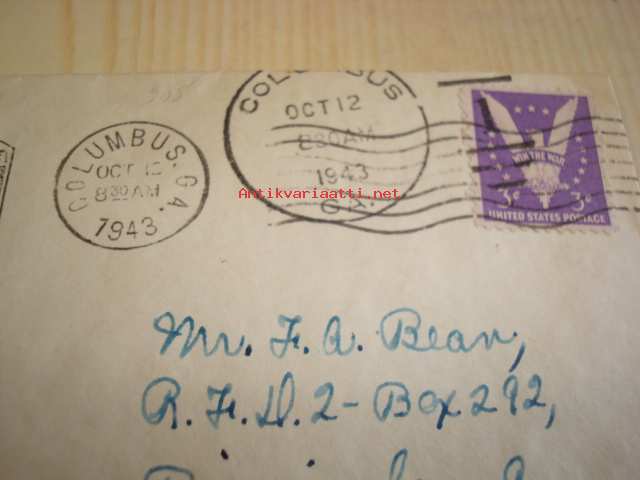 COLUMBUS, GA.
OCT 12
8 30 AM
1943
COLUMBUS
OCT 12
8 30 AM
1943
GA.
WIN THE WAR
3¢ 3¢
UNITED STATES POSTAGE
Antikvariaatti.net
Mr. F. A. Bean,
R. F. D. 2 - Box 292,